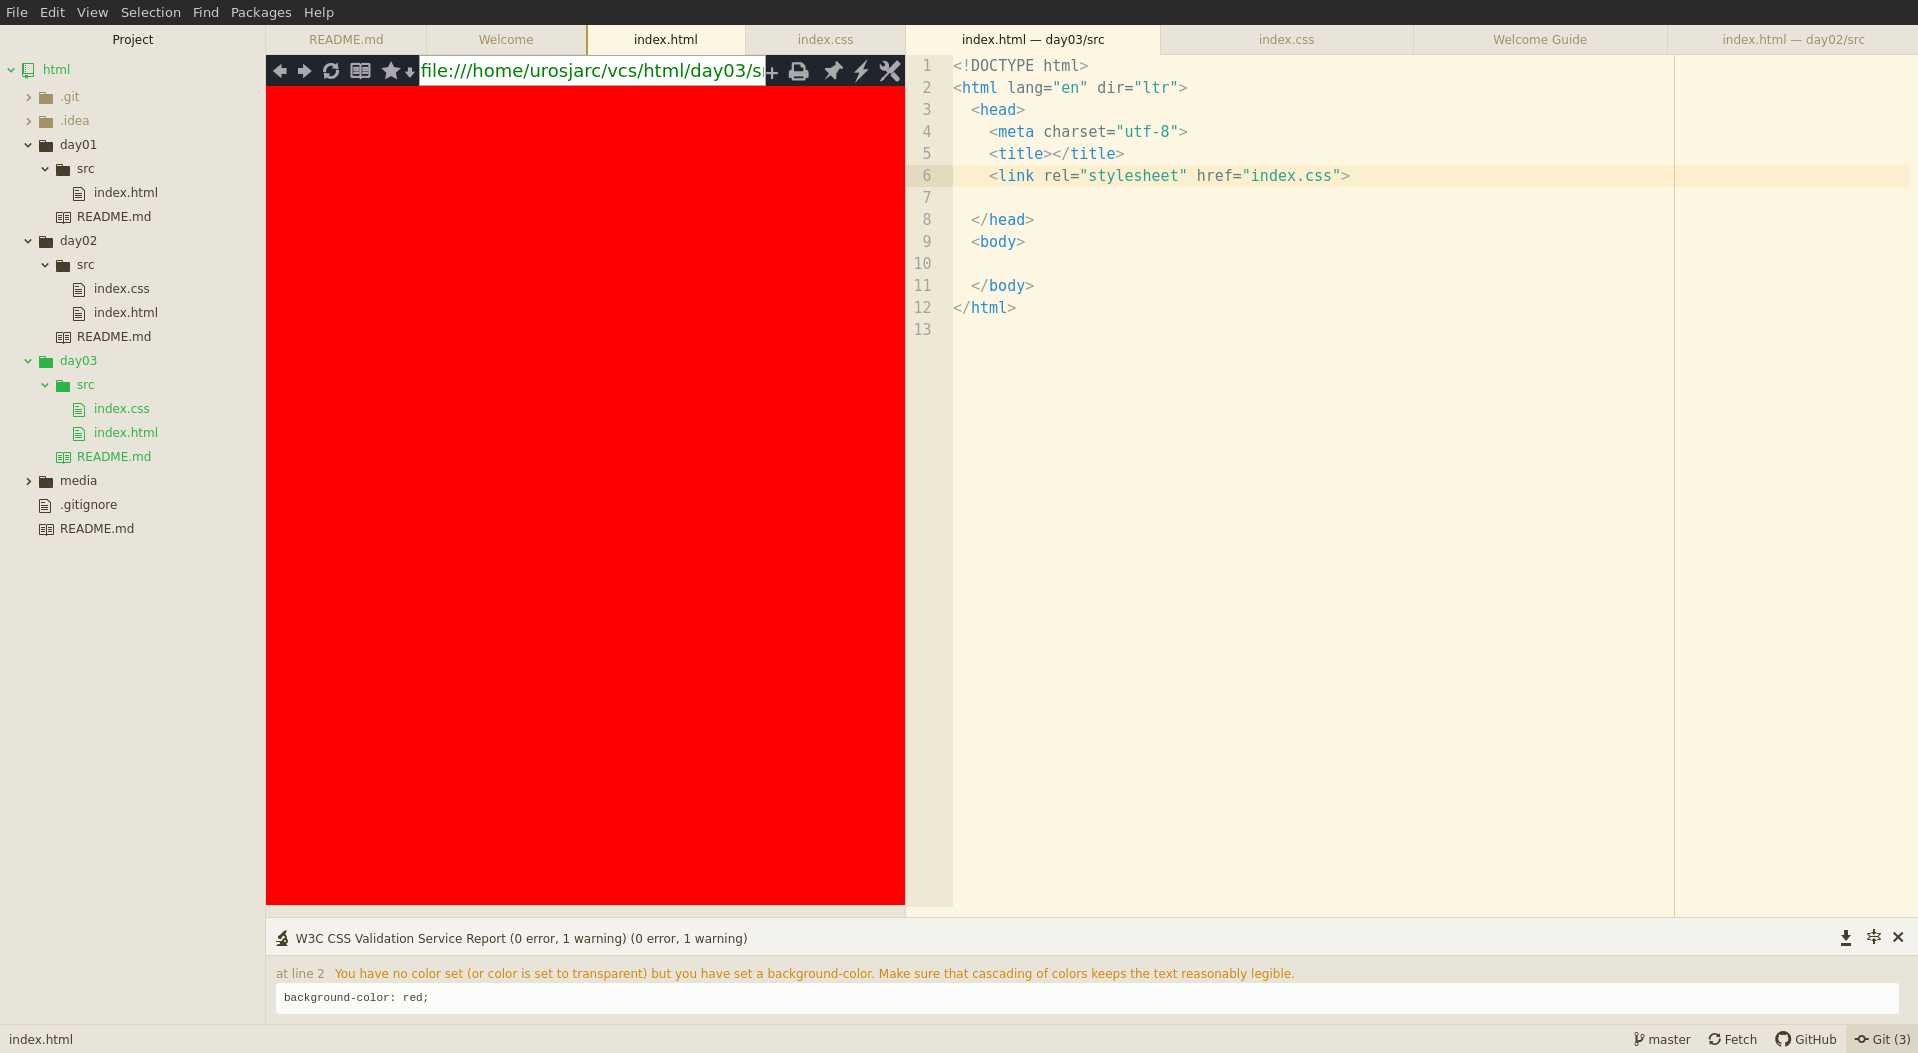 File Edit View Selection Find Packages Help
Project
html
.git
.idea
day01
src
index.html
README.md
day02
src
index.css
index.html
README.md
day03
src
index.css
index.html
README.md
media
.gitignore
README.md
README.md Welcome index.html index.css
file:///home/urosjarc/vcs/html/day03/s
index.html — day03/src index.css Welcome Guide index.html — day02/src
1 <!DOCTYPE html>
2 <html lang="en" dir="ltr">
3 <head>
4 <meta charset="utf-8">
5 <title></title>
6 <link rel="stylesheet" href="index.css">
7
8 </head>
9 <body>
10
11 </body>
12 </html>
13
W3C CSS Validation Service Report (0 error, 1 warning) (0 error, 1 warning)
at line 2 You have no color set (or color is set to transparent) but you have set a background-color. Make sure that cascading of colors keeps the text reasonably legible.
background-color: red;
index.html master Fetch GitHub Git (3)